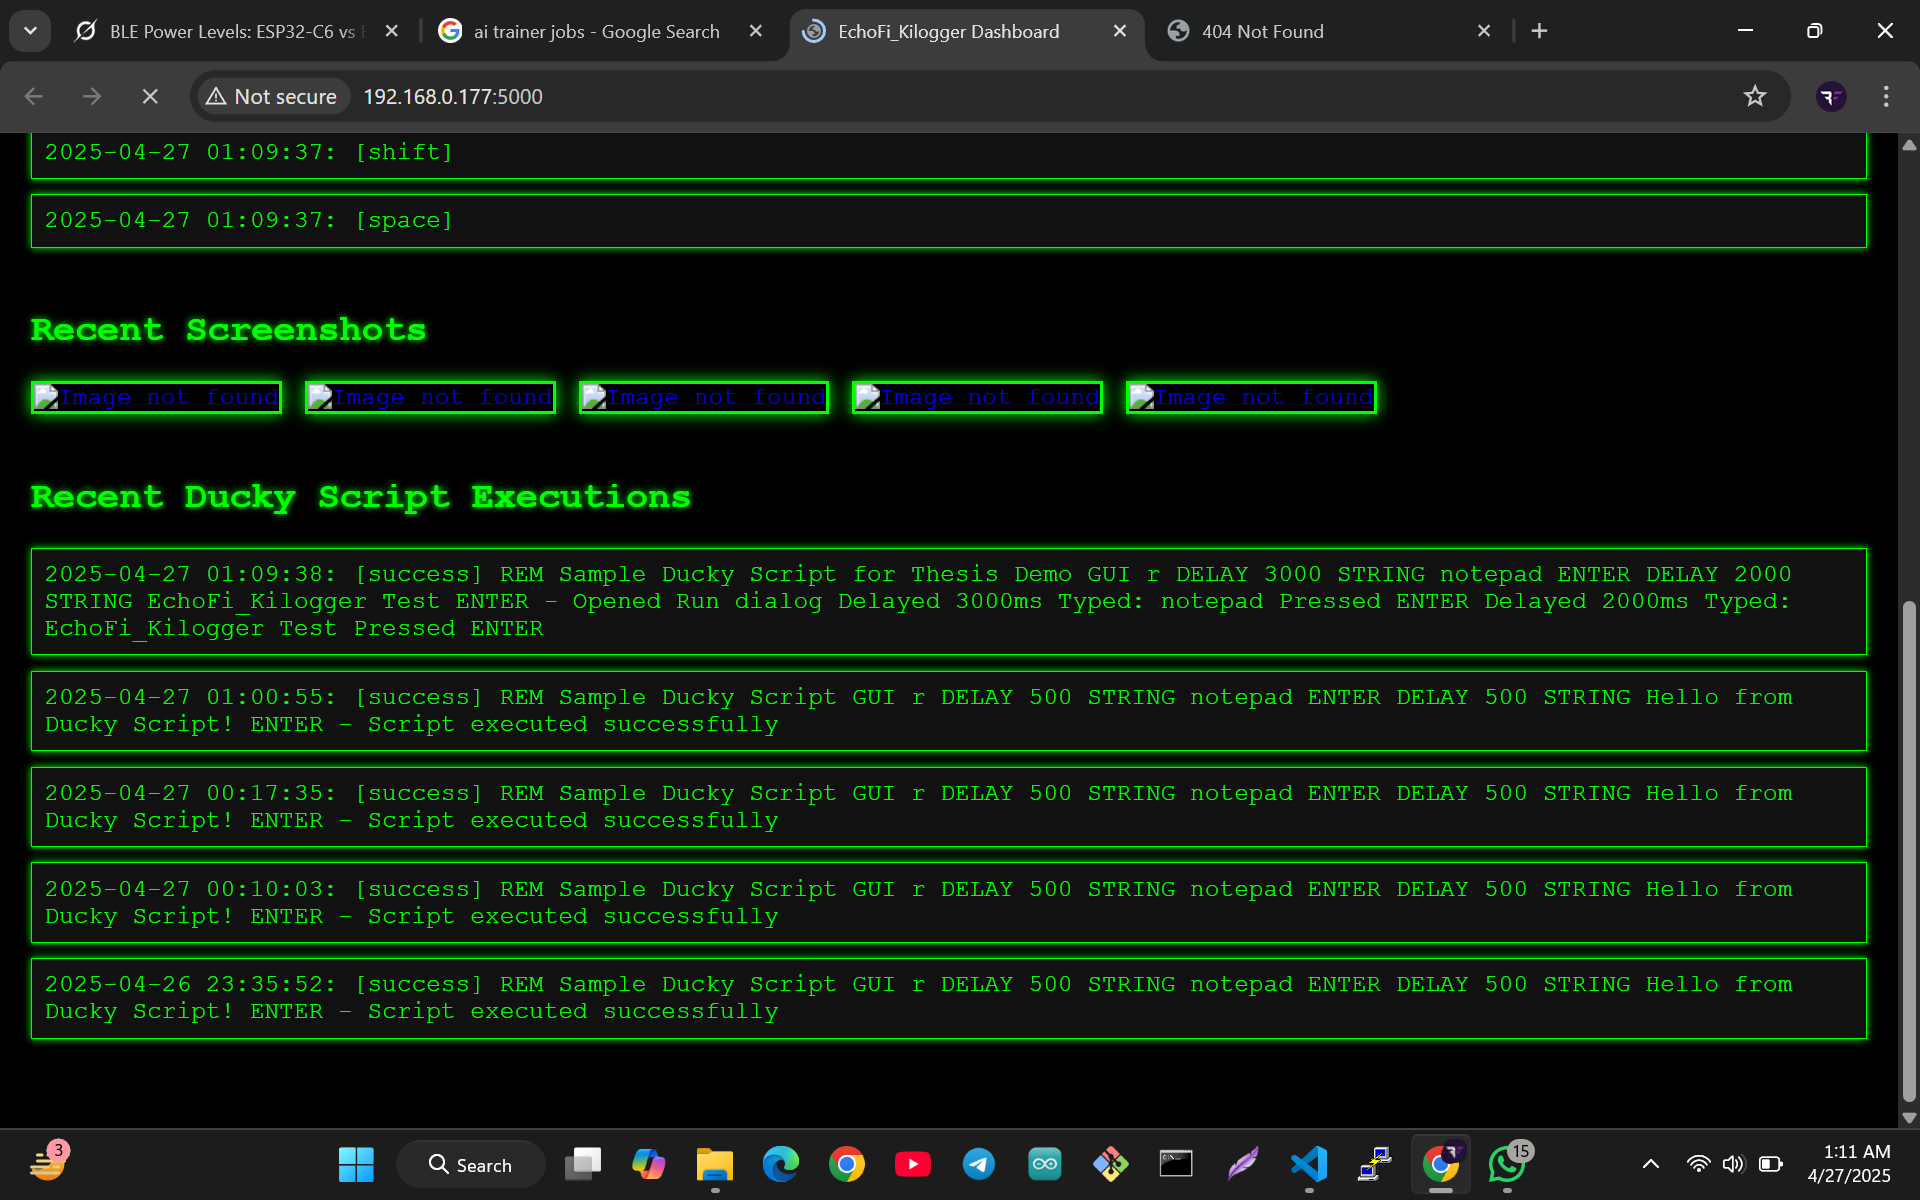 BLE Power Levels: ESP32-C6 vs
ai trainer jobs - Google Search
EchoFi_Kilogger Dashboard
404 Not Found
Not secure
192.168.0.177:5000
2025-04-27 01:09:37: [shift]
2025-04-27 01:09:37: [space]
Recent Screenshots
Image not found
Image not found
Image not found
Image not found
Image not found
Recent Ducky Script Executions
2025-04-27 01:09:38: [success] REM Sample Ducky Script for Thesis Demo GUI r DELAY 3000 STRING notepad ENTER DELAY 2000
STRING EchoFi_Kilogger Test ENTER - Opened Run dialog Delayed 3000ms Typed: notepad Pressed ENTER Delayed 2000ms Typed:
EchoFi_Kilogger Test Pressed ENTER
2025-04-27 01:00:55: [success] REM Sample Ducky Script GUI r DELAY 500 STRING notepad ENTER DELAY 500 STRING Hello from
Ducky Script! ENTER - Script executed successfully
2025-04-27 00:17:35: [success] REM Sample Ducky Script GUI r DELAY 500 STRING notepad ENTER DELAY 500 STRING Hello from
Ducky Script! ENTER - Script executed successfully
2025-04-27 00:10:03: [success] REM Sample Ducky Script GUI r DELAY 500 STRING notepad ENTER DELAY 500 STRING Hello from
Ducky Script! ENTER - Script executed successfully
2025-04-26 23:35:52: [success] REM Sample Ducky Script GUI r DELAY 500 STRING notepad ENTER DELAY 500 STRING Hello from
Ducky Script! ENTER - Script executed successfully
3
Search
15
1:11 AM
4/27/2025